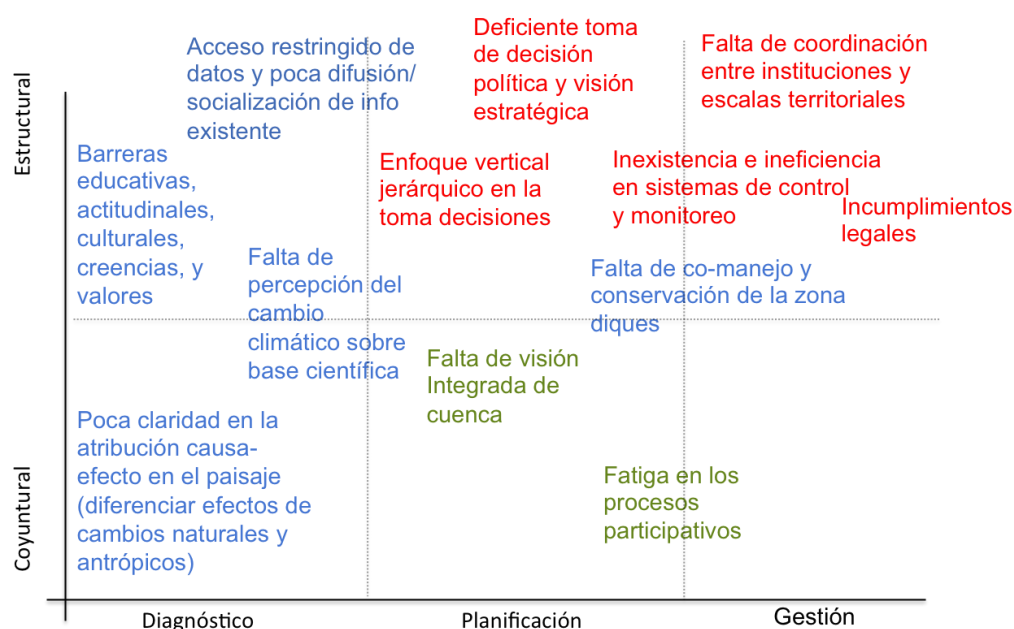 Estructural
Coyuntural
Acceso restringido de
datos y poca difusión/
socialización de info
existente
Deficiente toma
de decisión
política y visión
estratégica
Falta de coordinación
entre instituciones y
escalas territoriales
Barreras
educativas,
actitudinales,
culturales,
creencias, y
valores
Enfoque vertical
jerárquico en la
toma decisiones
Inexistencia e ineficiencia
en sistemas de control
y monitoreo
Incumplimientos
legales
Falta de
percepción del
cambio
climático sobre
base científica
Falta de co-manejo y
conservación de la zona
diques
Falta de visión
Integrada de
cuenca
Poca claridad en la
atribución causa-
efecto en el paisaje
(diferenciar efectos de
cambios naturales y
antrópicos)
Fatiga en los
procesos
participativos
Diagnóstico
Planificación
Gestión